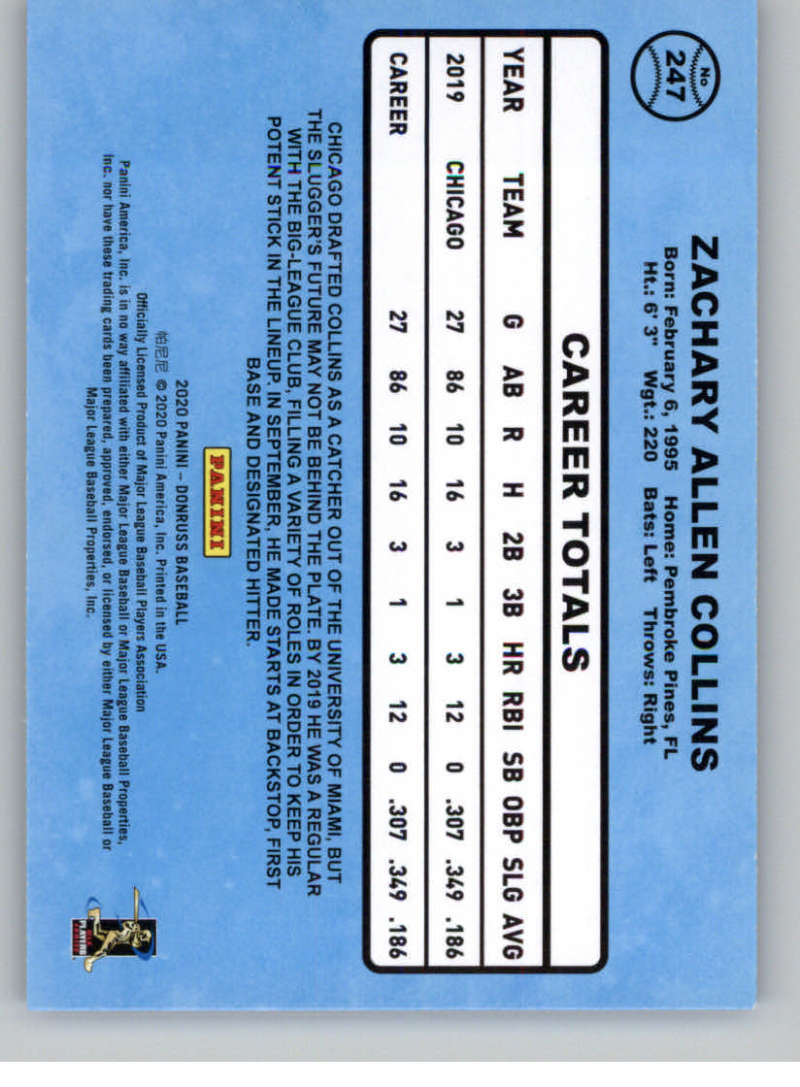 No
247
ZACHARY ALLEN COLLINS
Born: February 6, 1995 Home: Pembroke Pines, FL
Ht.: 6' 3" Wgt.: 220 Bats: Left Throws: Right
CAREER TOTALS
YEAR TEAM G AB R H 2B 3B HR RBI SB OBP SLG AVG
2019 CHICAGO 27 86 10 16 3 1 3 12 0 .307 .349 .186
CAREER 27 86 10 16 3 1 3 12 0 .307 .349 .186
CHICAGO DRAFTED COLLINS AS A CATCHER OUT OF THE UNIVERSITY OF MIAMI, BUT
THE SLUGGER'S FUTURE MAY NOT BE BEHIND THE PLATE. BY 2019 HE WAS A REGULAR
WITH THE BIG-LEAGUE CLUB, FILLING A VARIETY OF ROLES IN ORDER TO KEEP HIS
POTENT STICK IN THE LINEUP. IN SEPTEMBER, HE MADE STARTS AT BACKSTOP, FIRST
BASE AND DESIGNATED HITTER.
PANINI
2020 PANINI – DONRUSS BASEBALL
帕尼尼 © 2020 Panini America, Inc. Printed in the USA.
Officially Licensed Product of Major League Baseball Players Association
Panini America, Inc. is in no way affiliated with either Major League Baseball or Major League Baseball Properties,
Inc. nor have these trading cards been prepared, approved, endorsed, or licensed by either Major League Baseball or
Major League Baseball Properties, Inc.
PLAYERS